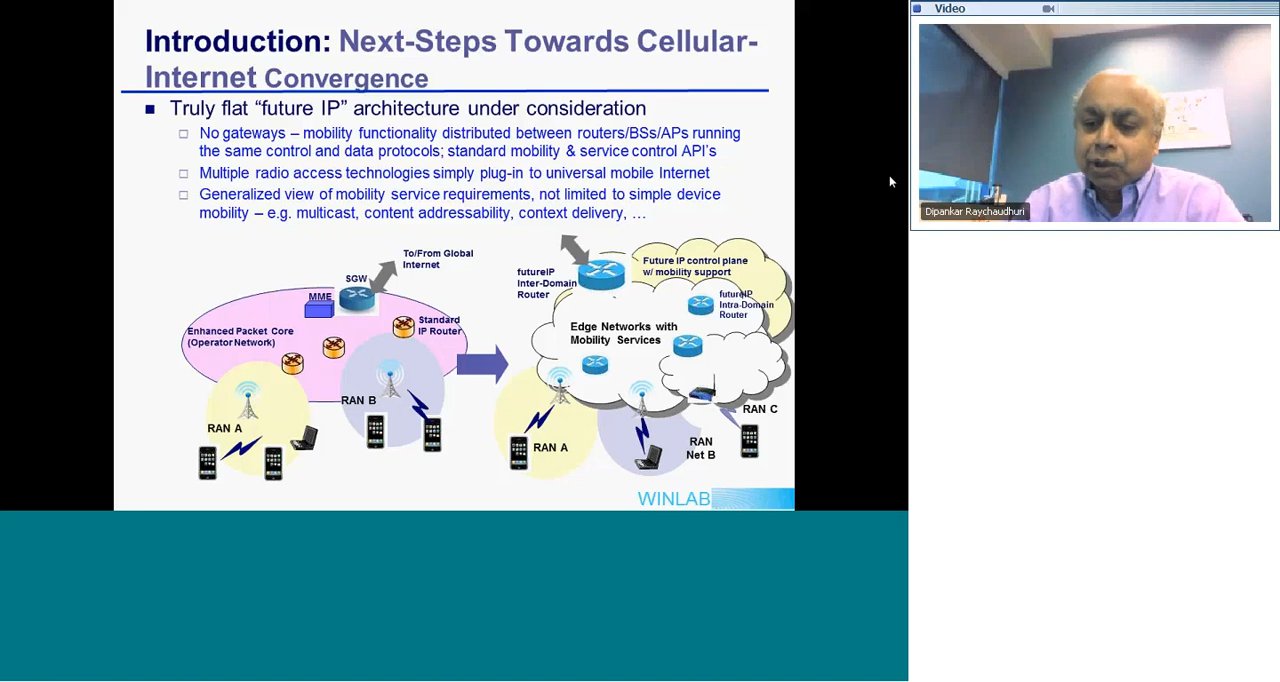 Introduction: Next-Steps Towards Cellular-
Internet Convergence
Truly flat “future IP” architecture under consideration
No gateways – mobility functionality distributed between routers/BSs/APs running
the same control and data protocols; standard mobility & service control API's
Multiple radio access technologies simply plug-in to universal mobile Internet
Generalized view of mobility service requirements, not limited to simple device
mobility – e.g. multicast, content addressability, context delivery, …
To/From Global
Internet
SGW
MME
Standard
IP Router
Enhanced Packet Core
(Operator Network)
RAN A
RAN B
futureIP
Inter-Domain
Router
Future IP control plane
w/ mobility support
futureIP
Intra-Domain
Router
Edge Networks with
Mobility Services
RAN A
RAN
Net B
RAN C
WINLAB
Video
Dipankar Raychaudhuri